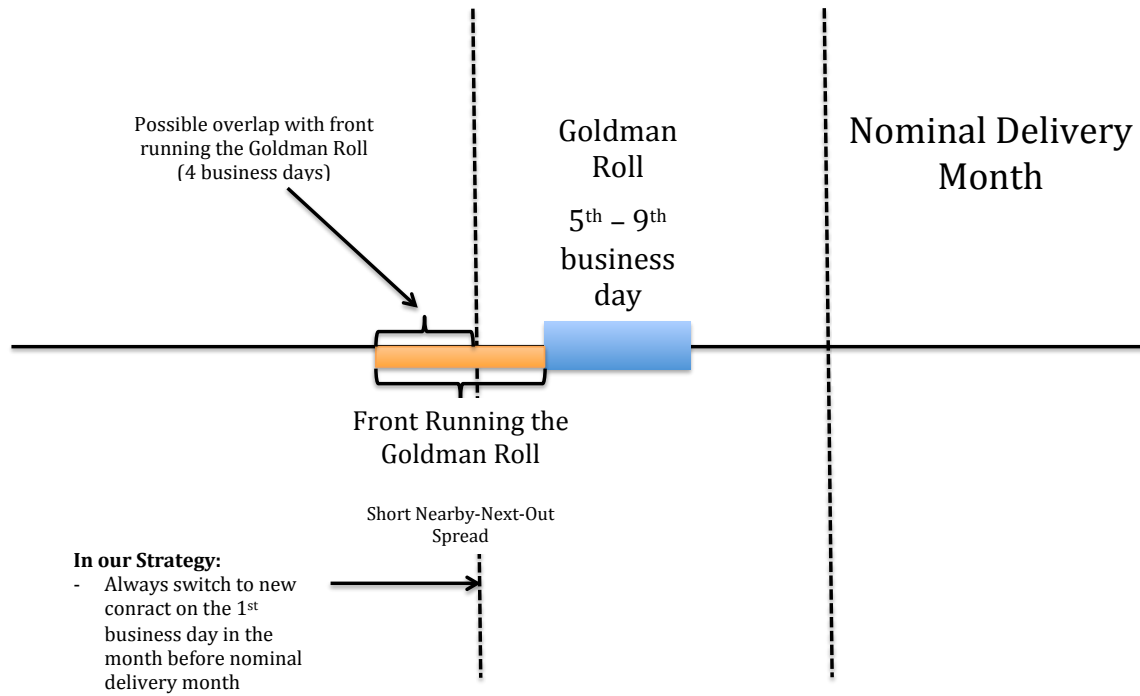 Possible overlap with front
running the Goldman Roll
(4 business days)
Goldman
Roll
5th – 9th
business
day
Nominal Delivery
Month
Front Running the
Goldman Roll
Short Nearby-Next-Out
Spread
In our Strategy:
- Always switch to new
conract on the 1st
business day in the
month before nominal
delivery month